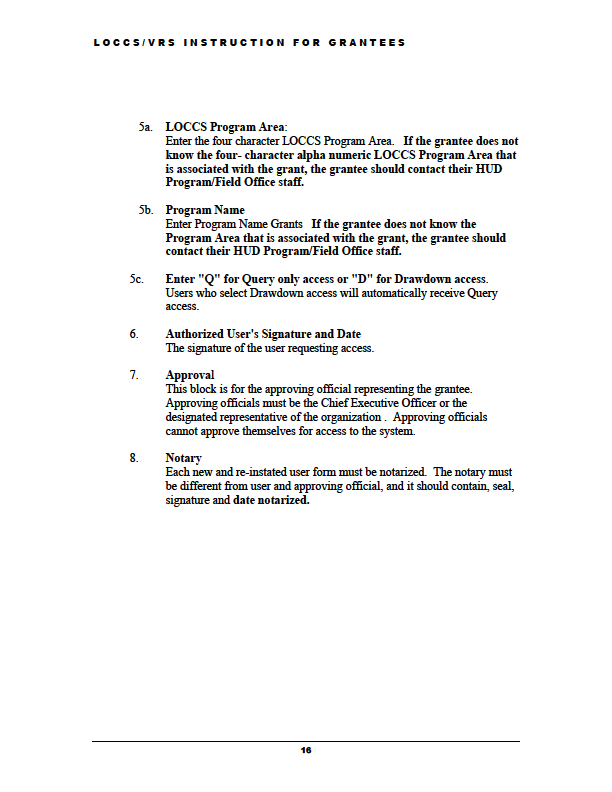 LOCCS/VRS INSTRUCTION FOR GRANTEES
5a. LOCCS Program Area:
Enter the four character LOCCS Program Area. If the grantee does not
know the four- character alpha numeric LOCCS Program Area that
is associated with the grant, the grantee should contact their HUD
Program/Field Office staff.
5b. Program Name
Enter Program Name Grants If the grantee does not know the
Program Area that is associated with the grant, the grantee should
contact their HUD Program/Field Office staff.
5c. Enter "Q" for Query only access or "D" for Drawdown access.
Users who select Drawdown access will automatically receive Query
access.
6. Authorized User's Signature and Date
The signature of the user requesting access.
7. Approval
This block is for the approving official representing the grantee.
Approving officials must be the Chief Executive Officer or the
designated representative of the organization . Approving officials
cannot approve themselves for access to the system.
8. Notary
Each new and re-instated user form must be notarized. The notary must
be different from user and approving official, and it should contain, seal,
signature and date notarized.
16